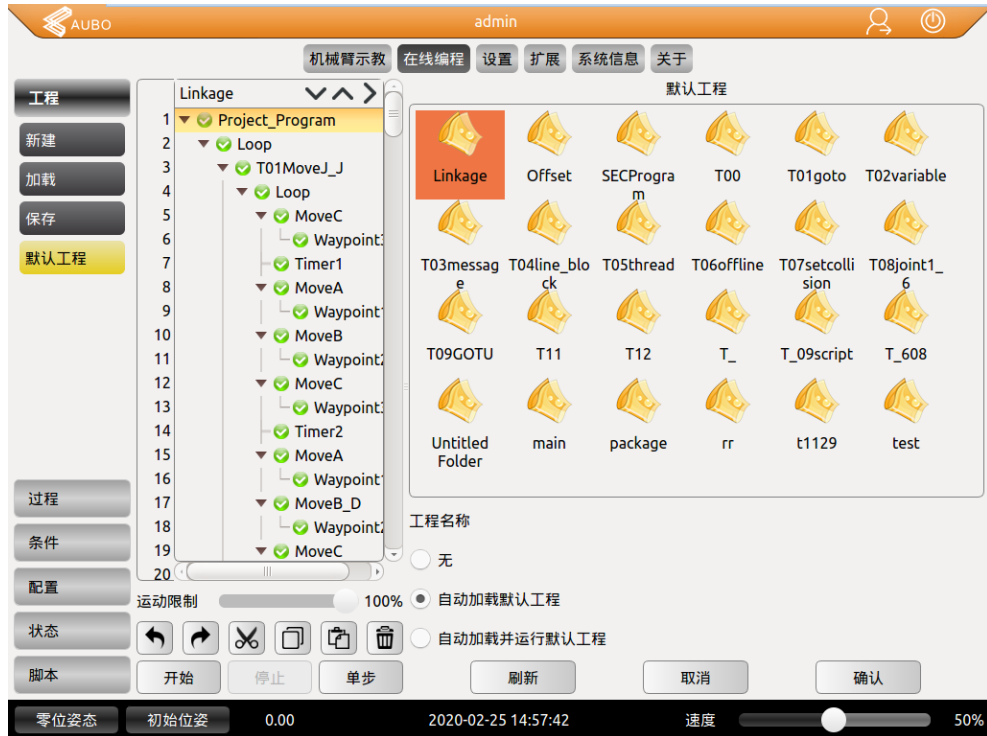 AUBO
admin
机械臂示教 在线编程 设置 扩展 系统信息 关于
工程
新建
加载
保存
默认工程
过程
条件
配置
状态
脚本
Linkage
1 Project_Program
2 Loop
3 T01MoveJ_J
4 Loop
5 MoveC
6 Waypoint3
7 Timer1
8 MoveA
9 Waypoint1
10 MoveB
11 Waypoint2
12 MoveC
13 Waypoint3
14 Timer2
15 MoveA
16 Waypoint1
17 MoveB_D
18 Waypoint2
19 MoveC
20
运动限制 100%
开始 停止 单步
默认工程
Linkage Offset SECProgra T00 T01goto T02variable
m
T03messag T04line_blo T05thread T06offline T07setcolli T08joint1_
e ck sion 6
T09GOTU T11 T12 T_ T_09script T_608
Untitled main package rr t1129 test
Folder
工程名称
无
自动加载默认工程
自动加载并运行默认工程
刷新 取消 确认
零位姿态 初始位姿 0.00 2020-02-25 14:57:42 速度 50%